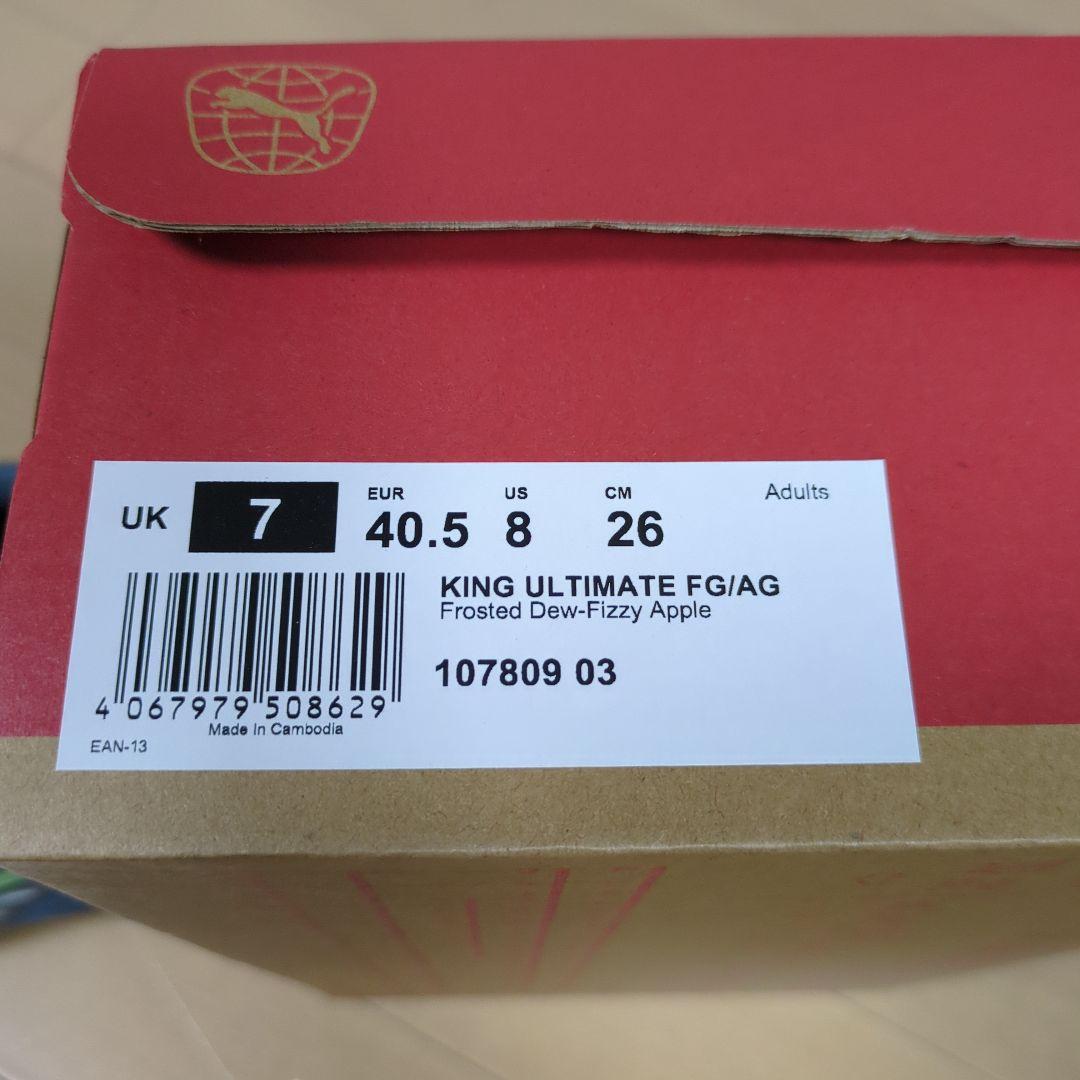 UK 7 EUR 40.5 US 8 CM 26 Adults
KING ULTIMATE FG/AG
Frosted Dew-Fizzy Apple
107809 03
4 067979 508629
Made In Cambodia
EAN-13